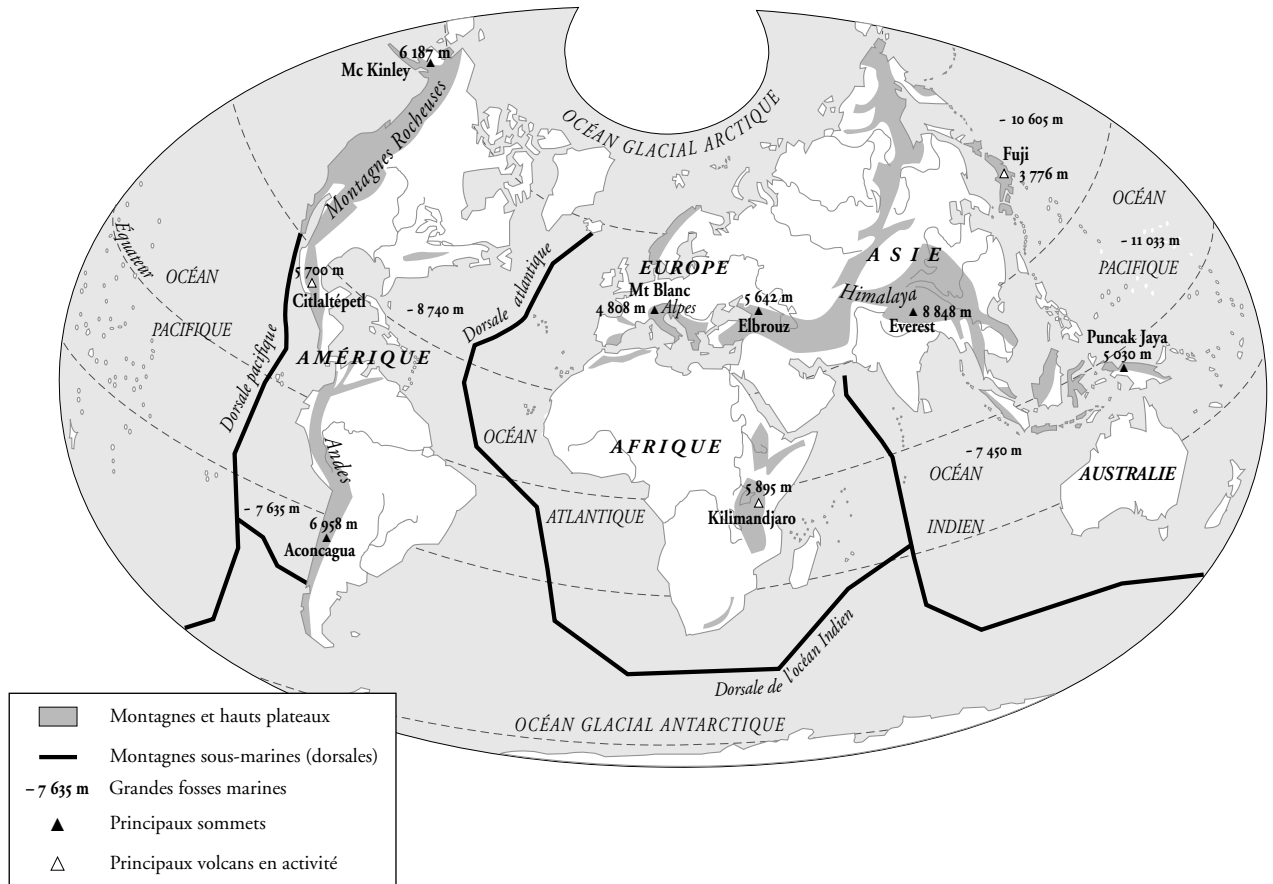 6 187 m
Mc Kinley
Montagnes Rocheuses
OCÉAN GLACIAL ARCTIQUE
– 10 605 m
Fuji
3 776 m
OCÉAN
– 11 033 m
PACIFIQUE
Équateur
OCÉAN
PACIFIQUE
5 700 m
Citlaltépetl
– 8 740 m
Dorsale atlantique
EUROPE
Mt Blanc
4 808 m
Alpes
5 642 m
Elbrouz
ASIE
Himalaya
8 848 m
Everest
Puncak Jaya
5 030 m
Dorsale pacifique
AMÉRIQUE
Andes
OCÉAN
ATLANTIQUE
AFRIQUE
5 895 m
Kilimandjaro
– 7 450 m
OCÉAN
INDIEN
AUSTRALIE
– 7 635 m
6 958 m
Aconcagua
Dorsale de l'océan Indien
OCÉAN GLACIAL ANTARCTIQUE
Montagnes et hauts plateaux
Montagnes sous-marines (dorsales)
– 7 635 m Grandes fosses marines
Principaux sommets
Principaux volcans en activité